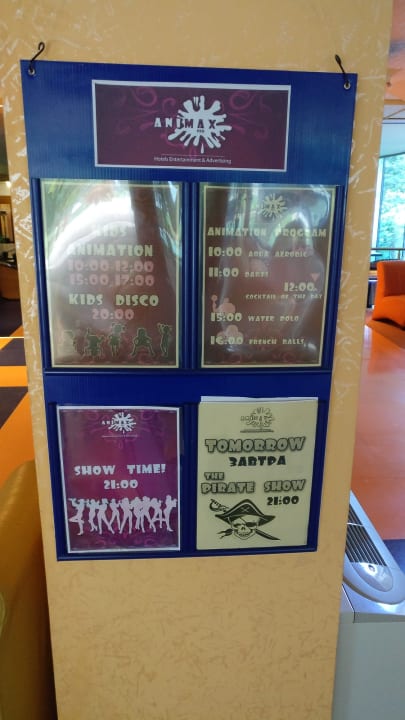 ANIMAX
Hotels Entertainment & Advertising
KIDS
ANIMATION
10:00-12:00
15:00, 17:00
KIDS DISCO
20:00
ANIMATION PROGRAM
10:00 AQUA AEROBIC
11:00 DARTS
12:00
COCKTAIL OF THE DAY
15:00 WATER POLO
16:00 FRENCH BALLS
SHOW TIME!
21:00
TOMORROW
ЗАВТРА
THE
PIRATE SHOW
21:00